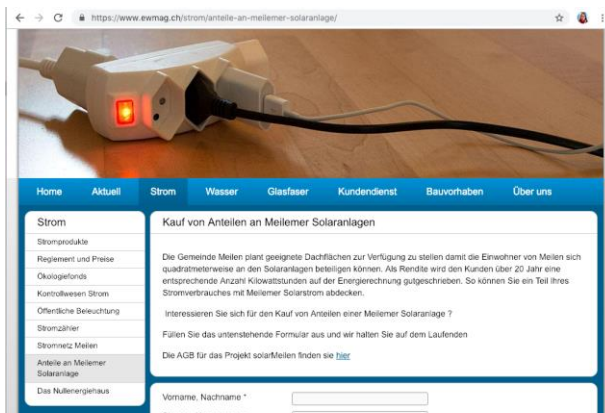 https://www.ewmag.ch/strom/anteile-an-meilemer-solaranlage/
Home Aktuell Strom Wasser Glasfaser Kundendienst Bauvorhaben Über uns
Strom
Stromprodukte
Reglement und Preise
Ökologiefonds
Kontrollwesen Strom
Öffentliche Beleuchtung
Stromzähler
Stromnetz Meilen
Anteile an Meilemer
Solaranlage
Das Nullenergiehaus
Kauf von Anteilen an Meilemer Solaranlagen
Die Gemeinde Meilen plant geeignete Dachflächen zur Verfügung zu stellen damit die Einwohner von Meilen sich
quadratmeterweise an den Solaranlagen beteiligen können. Als Rendite wird den Kunden über 20 Jahr eine
entsprechende Anzahl Kilowattstunden auf der Energierechnung gutgeschrieben. So können Sie ein Teil Ihres
Stromverbrauches mit Meilemer Solarstrom abdecken.
Interessieren Sie sich für den Kauf von Anteilen einer Meilemer Solaranlage ?
Füllen Sie das untenstehende Formular aus und wir halten Sie auf dem Laufenden
Die AGB für das Projekt solarMeilen finden sie hier
Vorname, Nachname *